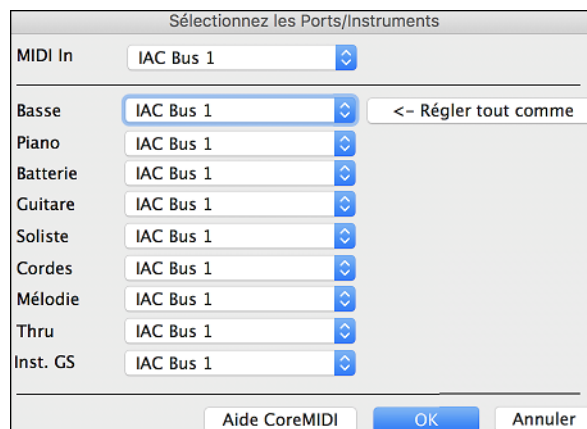 Sélectionnez les Ports/Instruments
MIDI In IAC Bus 1
Basse IAC Bus 1 <- Régler tout comme
Piano IAC Bus 1
Batterie IAC Bus 1
Guitare IAC Bus 1
Soliste IAC Bus 1
Cordes IAC Bus 1
Mélodie IAC Bus 1
Thru IAC Bus 1
Inst. GS IAC Bus 1
Aide CoreMIDI OK Annuler